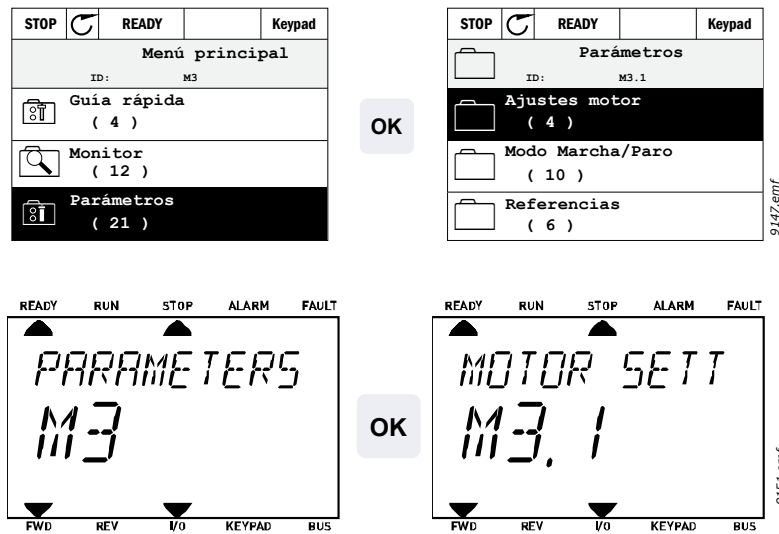 STOP READY Keypad
Menú principal
ID: M3
Guía rápida
( 4 )
Monitor
( 12 )
Parámetros
( 21 )
OK
STOP READY Keypad
Parámetros
ID: M3.1
Ajustes motor
( 4 )
Modo Marcha/Paro
( 10 )
Referencias
( 6 )
9147.emf
READY RUN STOP ALARM FAULT
PARAMETERS
M3
FWD REV I/O KEYPAD BUS
OK
READY RUN STOP ALARM FAULT
MOTOR SETT
M3.1
FWD REV I/O KEYPAD BUS